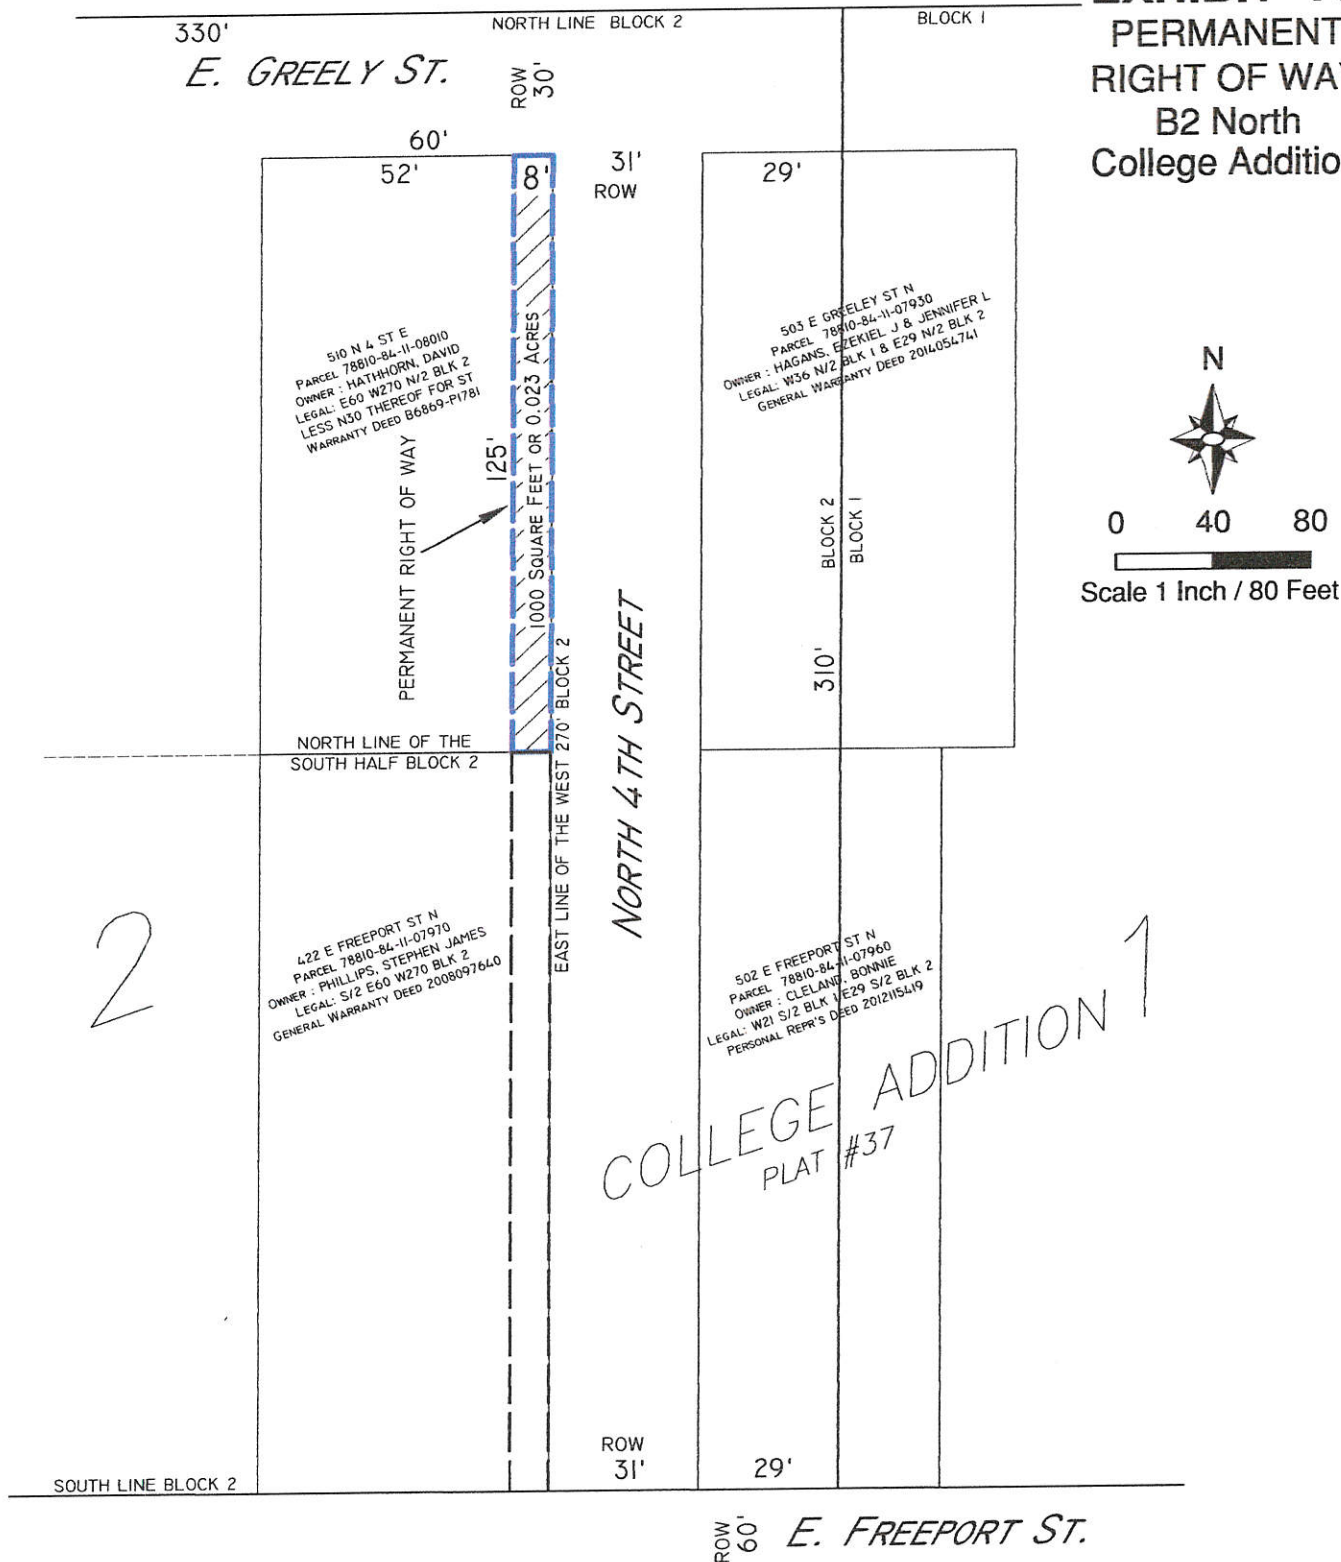 NORTH LINE BLOCK 2
BLOCK 1
330'
E. GREELY ST.
ROW
30'
PERMANENT
RIGHT OF WAY
B2 North
College Additio
60'
52'
8'
31'
ROW
29'
510 N 4 ST E
PARCEL 78810-84-11-08010
OWNER : HATHHORN, DAVID
LEGAL: E60 W270 N/2 BLK 2
LESS N30 THEREOF FOR ST
WARRANTY DEED B6869-P1781
503 E GREELEY ST N
PARCEL 78810-84-11-07930
OWNER : HAGANS, EZEKIEL J & JENNIFER L
LEGAL: W36 N/2 BLK 1 & E29 N/2 BLK 2
GENERAL WARRANTY DEED 2014054741
N
0 40 80
Scale 1 Inch / 80 Feet
PERMANENT RIGHT OF WAY
125'
1000 SQUARE FEET OR 0.023 ACRES
BLOCK 2
BLOCK 1
310'
NORTH 4TH STREET
EAST LINE OF THE WEST 270' BLOCK 2
NORTH LINE OF THE
SOUTH HALF BLOCK 2
2
422 E FREEPORT ST N
PARCEL 78810-84-11-07970
OWNER : PHILLIPS, STEPHEN JAMES
LEGAL: S/2 E60 W270 BLK 2
GENERAL WARRANTY DEED 2008097640
502 E FREEPORT ST N
PARCEL 78810-84-11-07960
OWNER : CLELAND, BONNIE
LEGAL: W21 S/2 BLK 1 E29 S/2 BLK 2
PERSONAL REPR'S DEED 2012115419
1
COLLEGE ADDITION
PLAT #37
ROW
31'
29'
SOUTH LINE BLOCK 2
ROW
60'
E. FREEPORT ST.